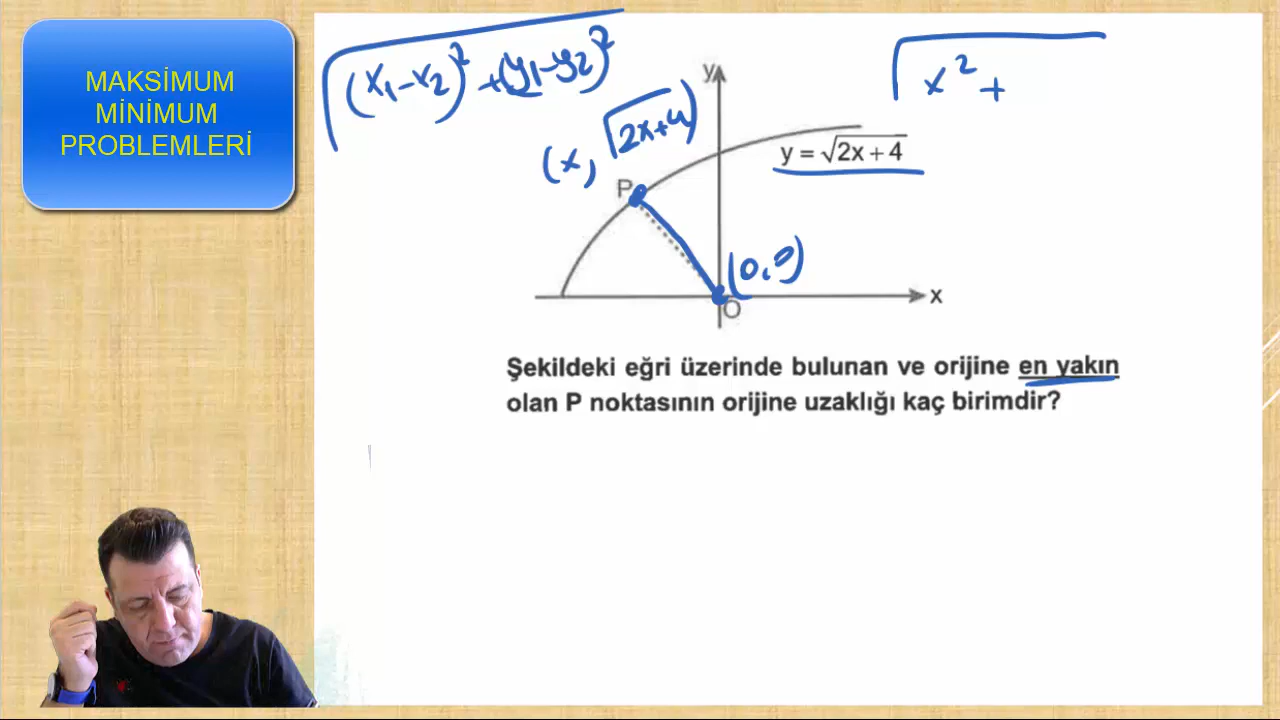 MAKSİMUM
MİNİMUM
PROBLEMLERİ
√(x₁-x₂)² + (y₁-y₂)²
√x² +
(x, √2x+4)
y
y = √2x + 4
P
(0,0)
O
x
Şekildeki eğri üzerinde bulunan ve orijine en yakın
olan P noktasının orijine uzaklığı kaç birimdir?